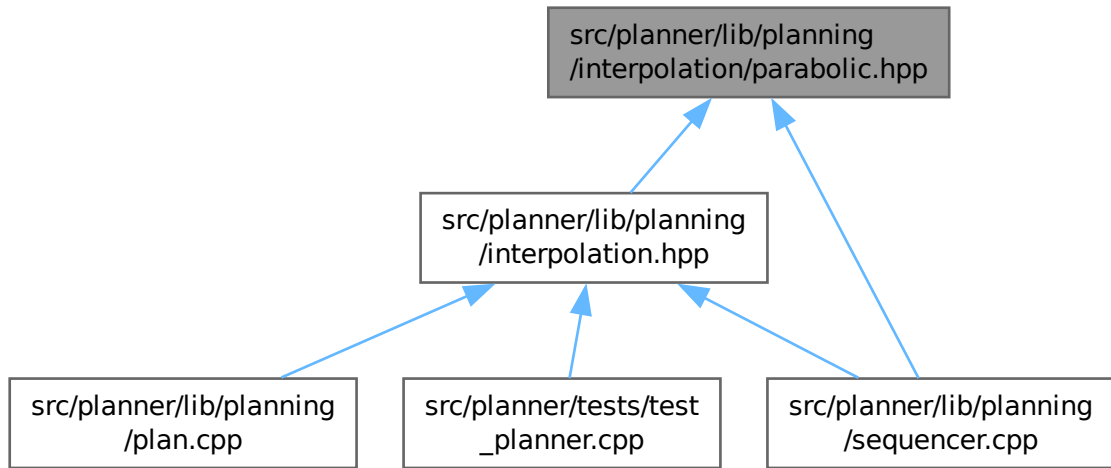 src/planner/lib/planning
/interpolation/parabolic.hpp
src/planner/lib/planning
/interpolation.hpp
src/planner/lib/planning
/plan.cpp
src/planner/tests/test
_planner.cpp
src/planner/lib/planning
/sequencer.cpp